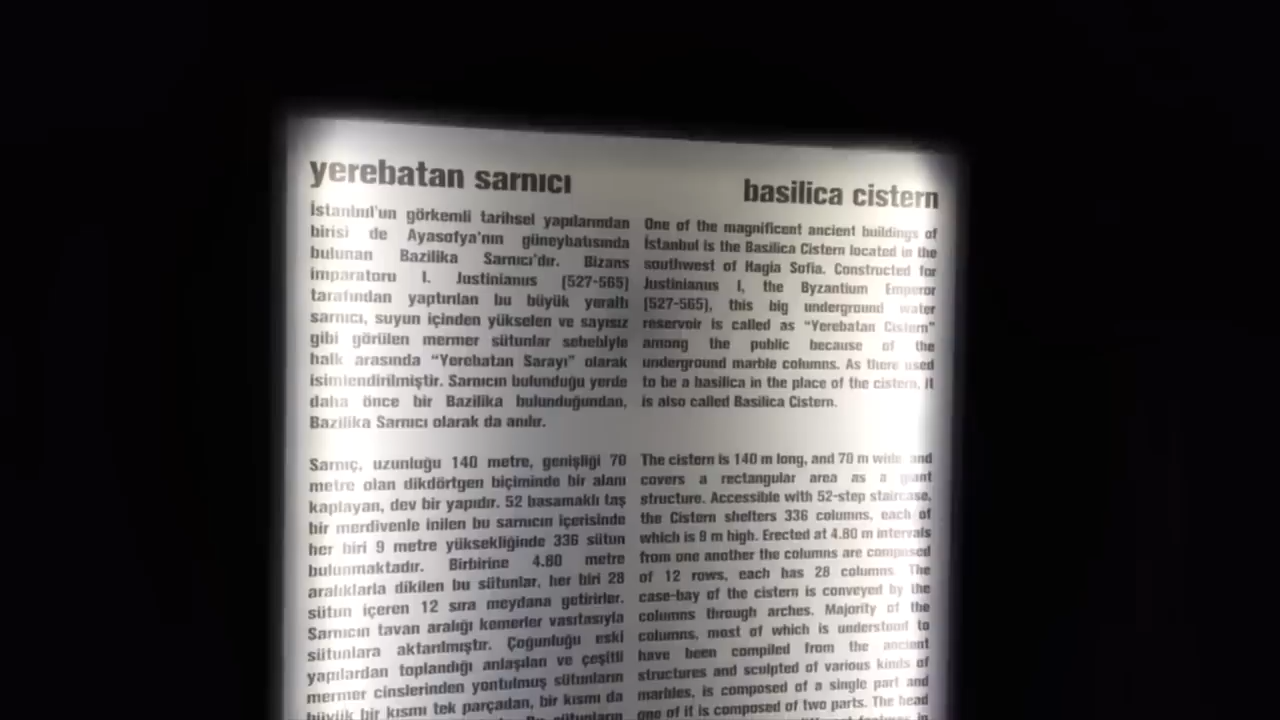 yerebatan sarnıcı
İstanbul'un görkemli tarihsel yapılarından
birisi de Ayasofya'nın güneybatısında
bulunan Bazilika Sarnıcı'dır. Bizans
imparatoru I. Justinianus (527-565)
tarafından yaptırılan bu büyük yeraltı
sarnıcı, suyun içinden yükselen ve sayısız
gibi görülen mermer sütunlar sebebiyle
halk arasında “Yerebatan Sarayı” olarak
isimlendirilmiştir. Sarnıcın bulunduğu yerde
daha önce bir Bazilika bulunduğundan,
Bazilika Sarnıcı olarak da anılır.
Sarnıç, uzunluğu 140 metre, genişliği 70
metre olan dikdörtgen biçiminde bir alanı
kaplayan, dev bir yapıdır. 52 basamaklı taş
bir merdivenle inilen bu sarnıcın içerisinde
her biri 9 metre yüksekliğinde 336 sütun
bulunmaktadır. Birbirine 4.80 metre
aralıklarla dikilen bu sütunlar, her biri 28
sütun içeren 12 sıra meydana getirirler.
Sarnıcın tavan aralığı kemerler vasıtasıyla
sütunlara aktarılmıştır. Çoğunluğu eski
yapılardan toplandığı anlaşılan ve çeşitli
mermer cinslerinden yontulmuş sütunların
büyük bir kısmı tek parçadan, bir kısmı da
sütunların
basilica cistern
One of the magnificent ancient buildings of
İstanbul is the Basilica Cistern located in the
southwest of Hagia Sofia. Constructed for
Justinianus I, the Byzantium Emperor
(527-565), this big underground water
reservoir is called as “Yerebatan Cistern”
among the public because of the
underground marble columns. As there used
to be a basilica in the place of the cistern, it
is also called Basilica Cistern.
The cistern is 140 m long, and 70 m wide and
covers a rectangular area as a giant
structure. Accessible with 52-step staircase,
the Cistern shelters 336 columns, each of
which is 9 m high. Erected at 4.80 m intervals
from one another the columns are composed
of 12 rows, each has 28 columns. The
case-bay of the cistern is conveyed by the
columns through arches. Majority of the
columns, most of which is understood to
have been compiled from the ancient
structures and sculpted of various kinds of
marbles, is composed of a single part and
one of it is composed of two parts. The head